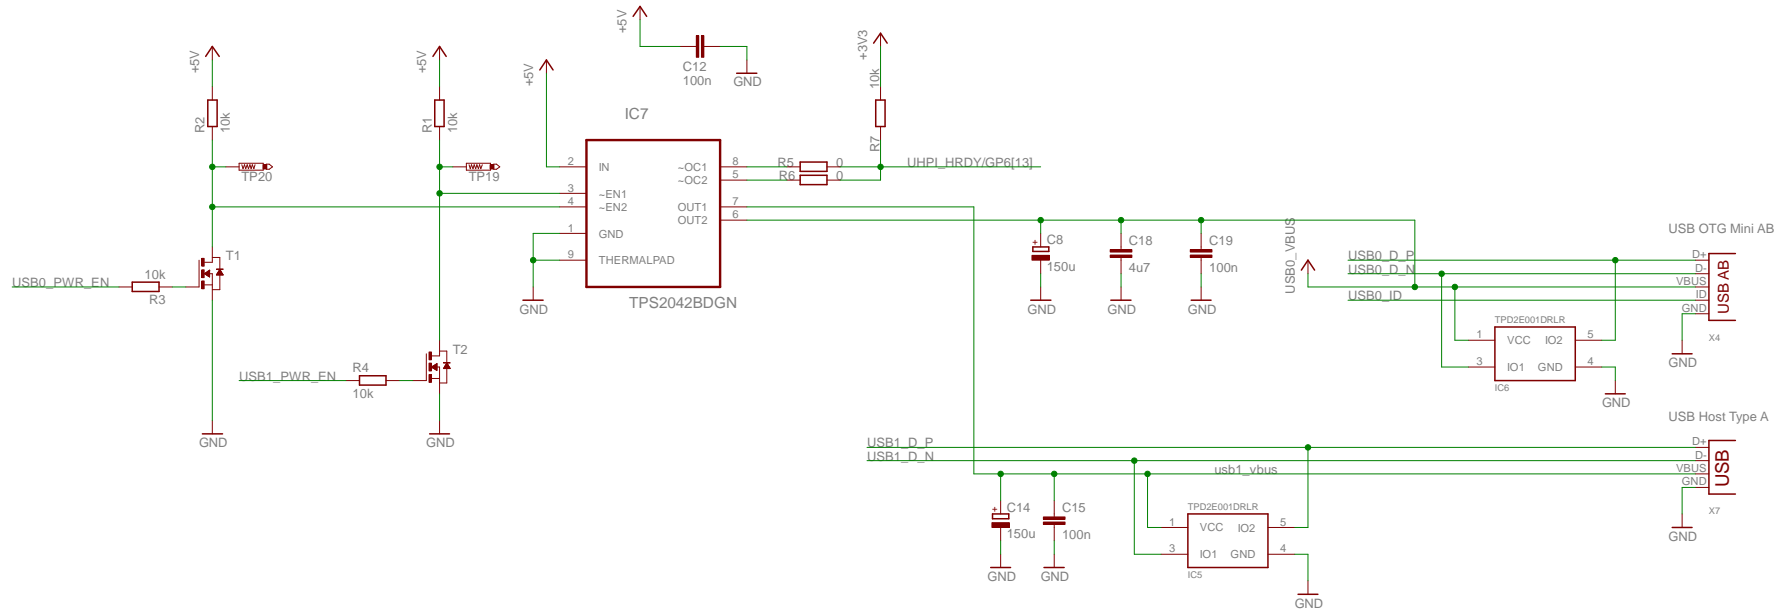 +5V
C12
100n
GND
+5V
+5V
+5V
+3V3
R2
10k
R1
10k
10k
R7
IC7
TP20
TP19
2
IN
3
~EN1
4
~EN2
1
GND
9
THERMALPAD
~OC1
8
~OC2
5
OUT1
7
OUT2
6
TPS2042BDGN
GND
R5
0
R6
0
UHPI_HRDY/GP6[13]
T1
USB0_PWR_EN
10k
R3
T2
USB1_PWR_EN
R4
10k
GND
GND
+
C8
150u
GND
C18
4u7
GND
C19
100n
GND
USB0_VBUS
USB OTG Mini AB
USB0_D_P
USB0_D_N
USB0_ID
D+
D-
VBUS
ID
GND
USB AB
X4
GND
TPD2E001DRLR
1
VCC
IO2
5
3
IO1
GND
4
IC6
GND
USB Host Type A
USB1_D_P
USB1_D_N
usb1_vbus
D+
D-
VBUS
GND
USB
X7
GND
+
C14
150u
GND
C15
100n
GND
TPD2E001DRLR
1
VCC
IO2
5
3
IO1
GND
4
IC5
GND